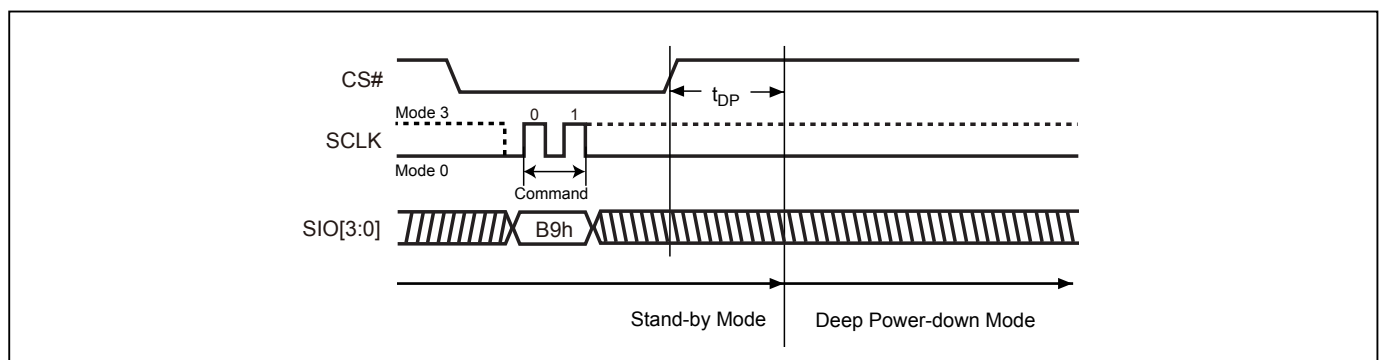 CS#
tDP
Mode 3
0 1
SCLK
Mode 0
Command
SIO[3:0]
B9h
Stand-by Mode
Deep Power-down Mode